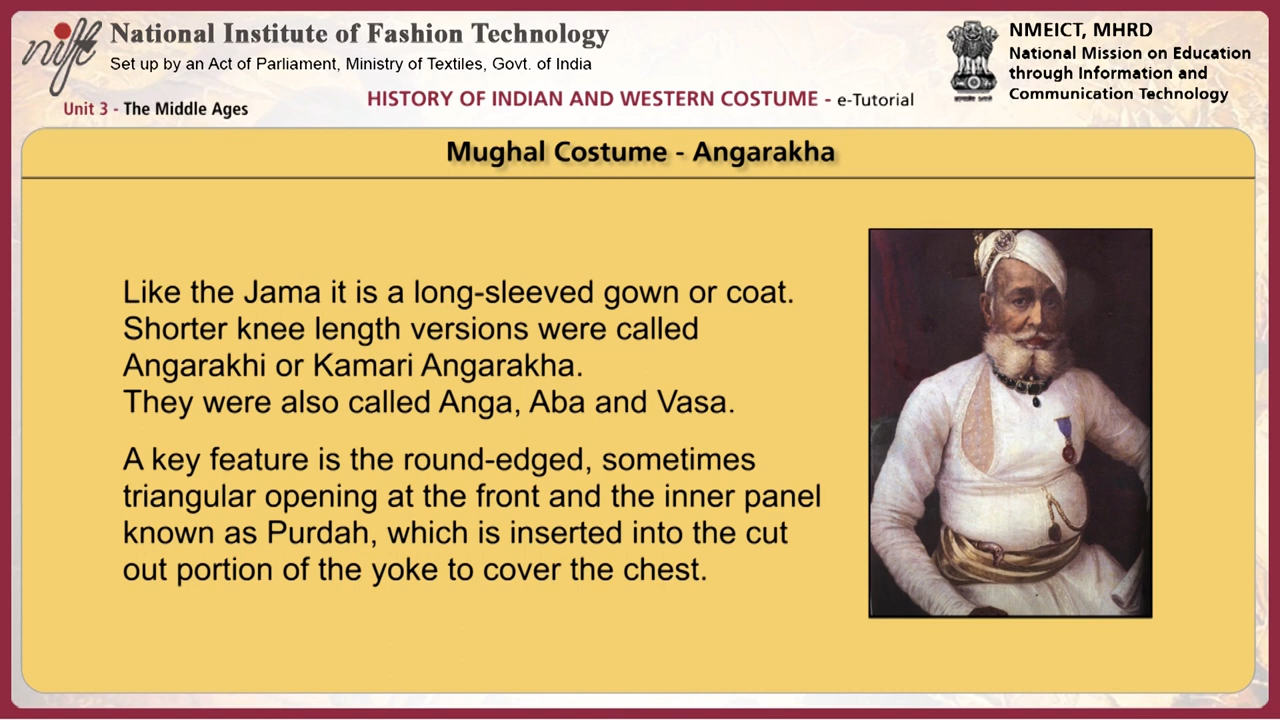 nift
National Institute of Fashion Technology
Set up by an Act of Parliament, Ministry of Textiles, Govt. of India
NMEICT, MHRD
National Mission on Education
through Information and
Communication Technology
Unit 3 - The Middle Ages
HISTORY OF INDIAN AND WESTERN COSTUME - e-Tutorial
Mughal Costume - Angarakha
Like the Jama it is a long-sleeved gown or coat.
Shorter knee length versions were called
Angarakhi or Kamari Angarakha.
They were also called Anga, Aba and Vasa.
A key feature is the round-edged, sometimes
triangular opening at the front and the inner panel
known as Purdah, which is inserted into the cut
out portion of the yoke to cover the chest.